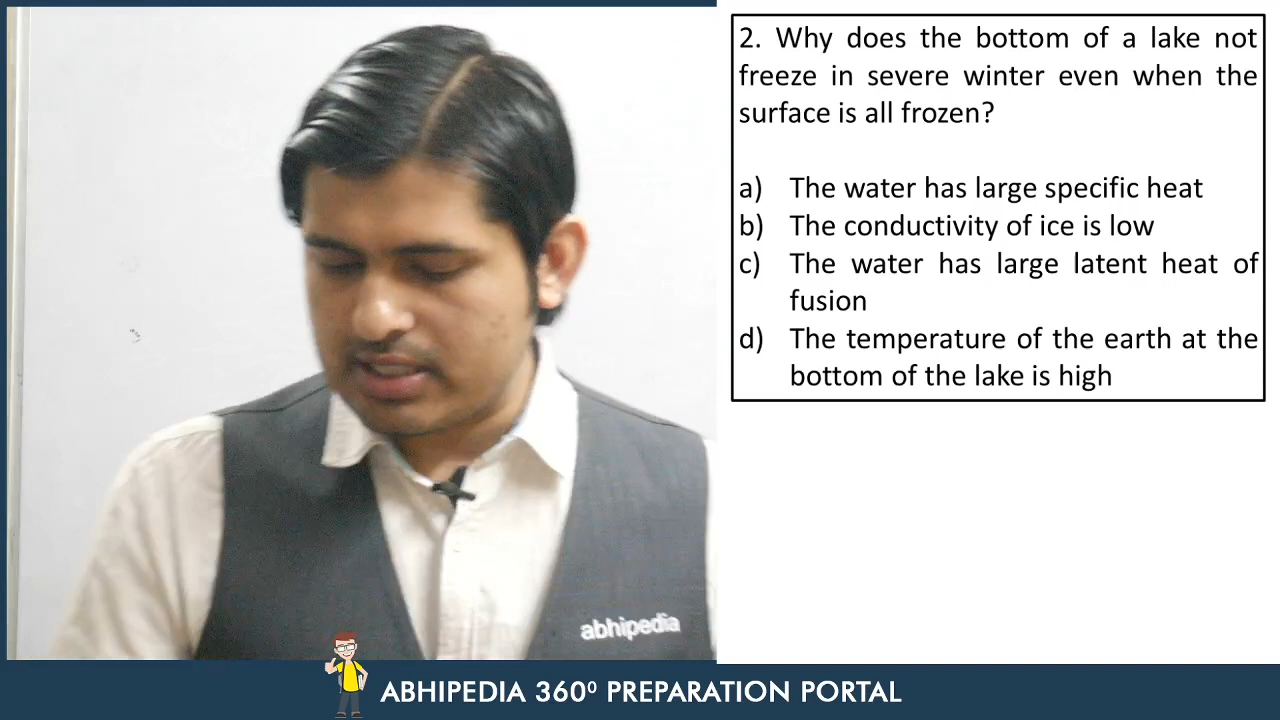 2. Why does the bottom of a lake not
freeze in severe winter even when the
surface is all frozen?
a) The water has large specific heat
b) The conductivity of ice is low
c) The water has large latent heat of
fusion
d) The temperature of the earth at the
bottom of the lake is high
abhipedia
ABHIPEDIA 360⁰ PREPARATION PORTAL